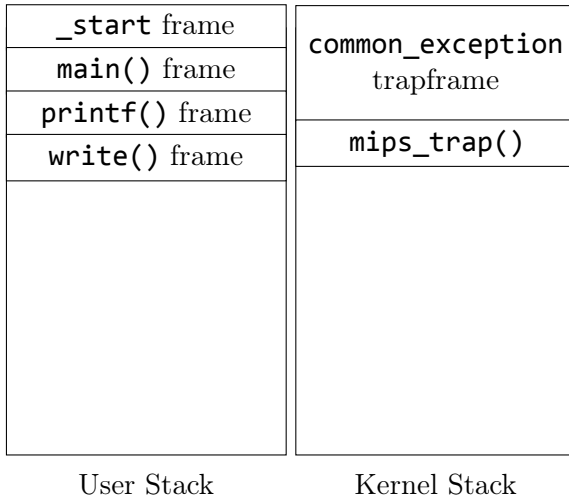 _start frame
main() frame
printf() frame
write() frame
common_exception
trapframe
mips_trap()
User Stack
Kernel Stack